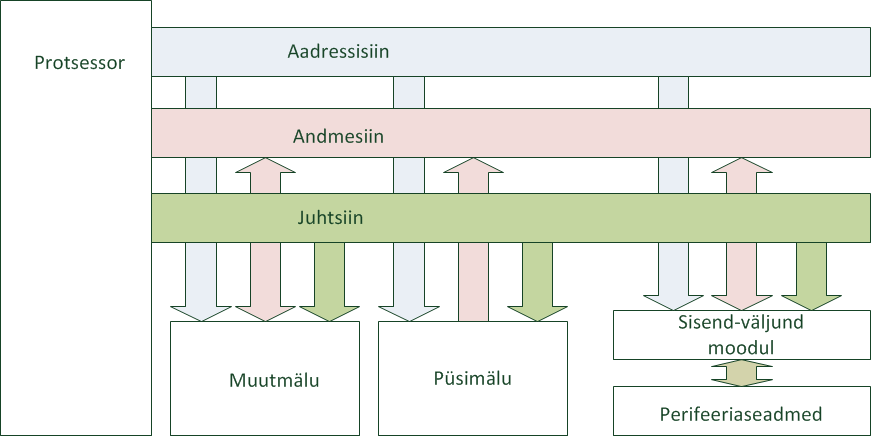 Protsessor
Aadressisiin
Andmesiin
Juhtsiin
Muutmälu
Püsimälu
Sisend-väljund
moodul
Perifeeriaseadmed